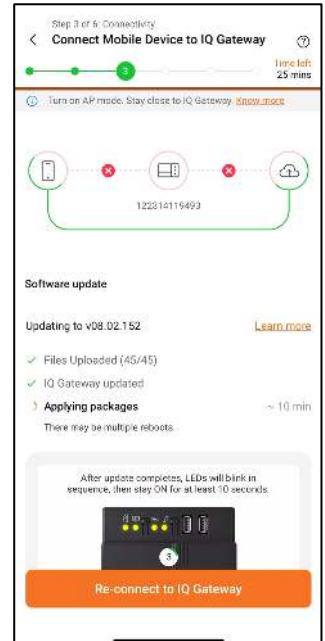 Step 3 of 6: Connectivity
Connect Mobile Device to IQ Gateway
3
Time left
25 mins
Turn on AP mode. Stay close to IQ Gateway. Know more
122314119493
Software update
Updating to v08.02.152
Learn more
Files Uploaded (45/45)
IQ Gateway updated
Applying packages
~ 10 min
There may be multiple reboots.
After update completes, LEDs will blink in
sequence, then stay ON for at least 10 seconds.
3
Re-connect to IQ Gateway